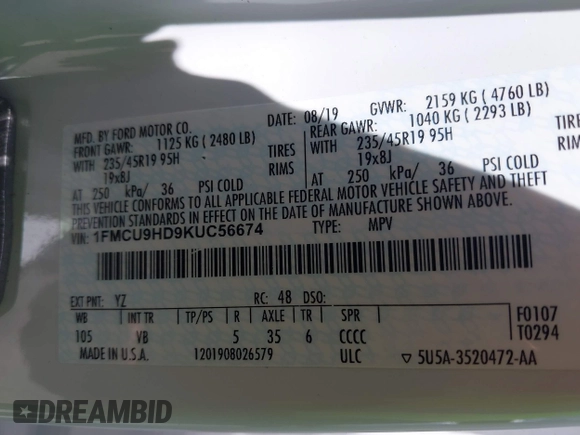 MFD. BY FORD MOTOR CO.
DATE: 08/19
GVWR: 2159 KG ( 4760 LB)
FRONT GAWR: 1125 KG ( 2480 LB)
REAR GAWR: 1040 KG ( 2293 LB)
WITH 235/45R19 95H TIRES
WITH 235/45R19 95H TIRES
19x8J RIMS
19x8J RIMS
AT 250 kPa/ 36 PSI COLD
AT 250 kPa/ 36 PSI COLD
THIS VEHICLE CONFORMS TO ALL APPLICABLE FEDERAL MOTOR VEHICLE SAFETY AND THEFT
PREVENTION STANDARDS IN EFFECT ON THE DATE OF MANUFACTURE SHOWN ABOVE.
VIN: 1FMCU9HD9KUC56674
TYPE: MPV
EXT PNT: YZ RC: 48 DSO:
WB INT TR TP/PS R AXLE TR SPR
105 VB 5 35 6 CCCC
F0107
T0294
MADE IN U.S.A. 1201908026579 ULC ▽ 5U5A-3520472-AA
DREAMBID